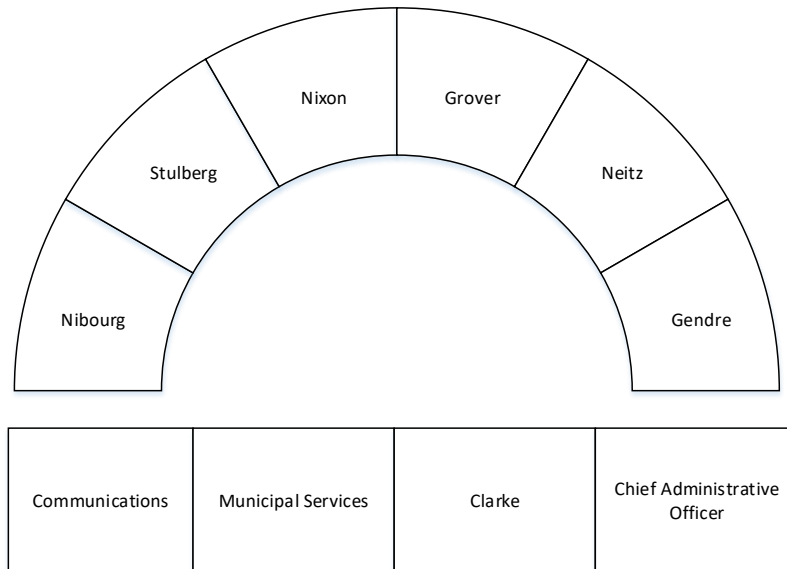 Nixon
Grover
Stulberg
Neitz
Nibourg
Gendre
Communications
Municipal Services
Clarke
Chief Administrative
Officer